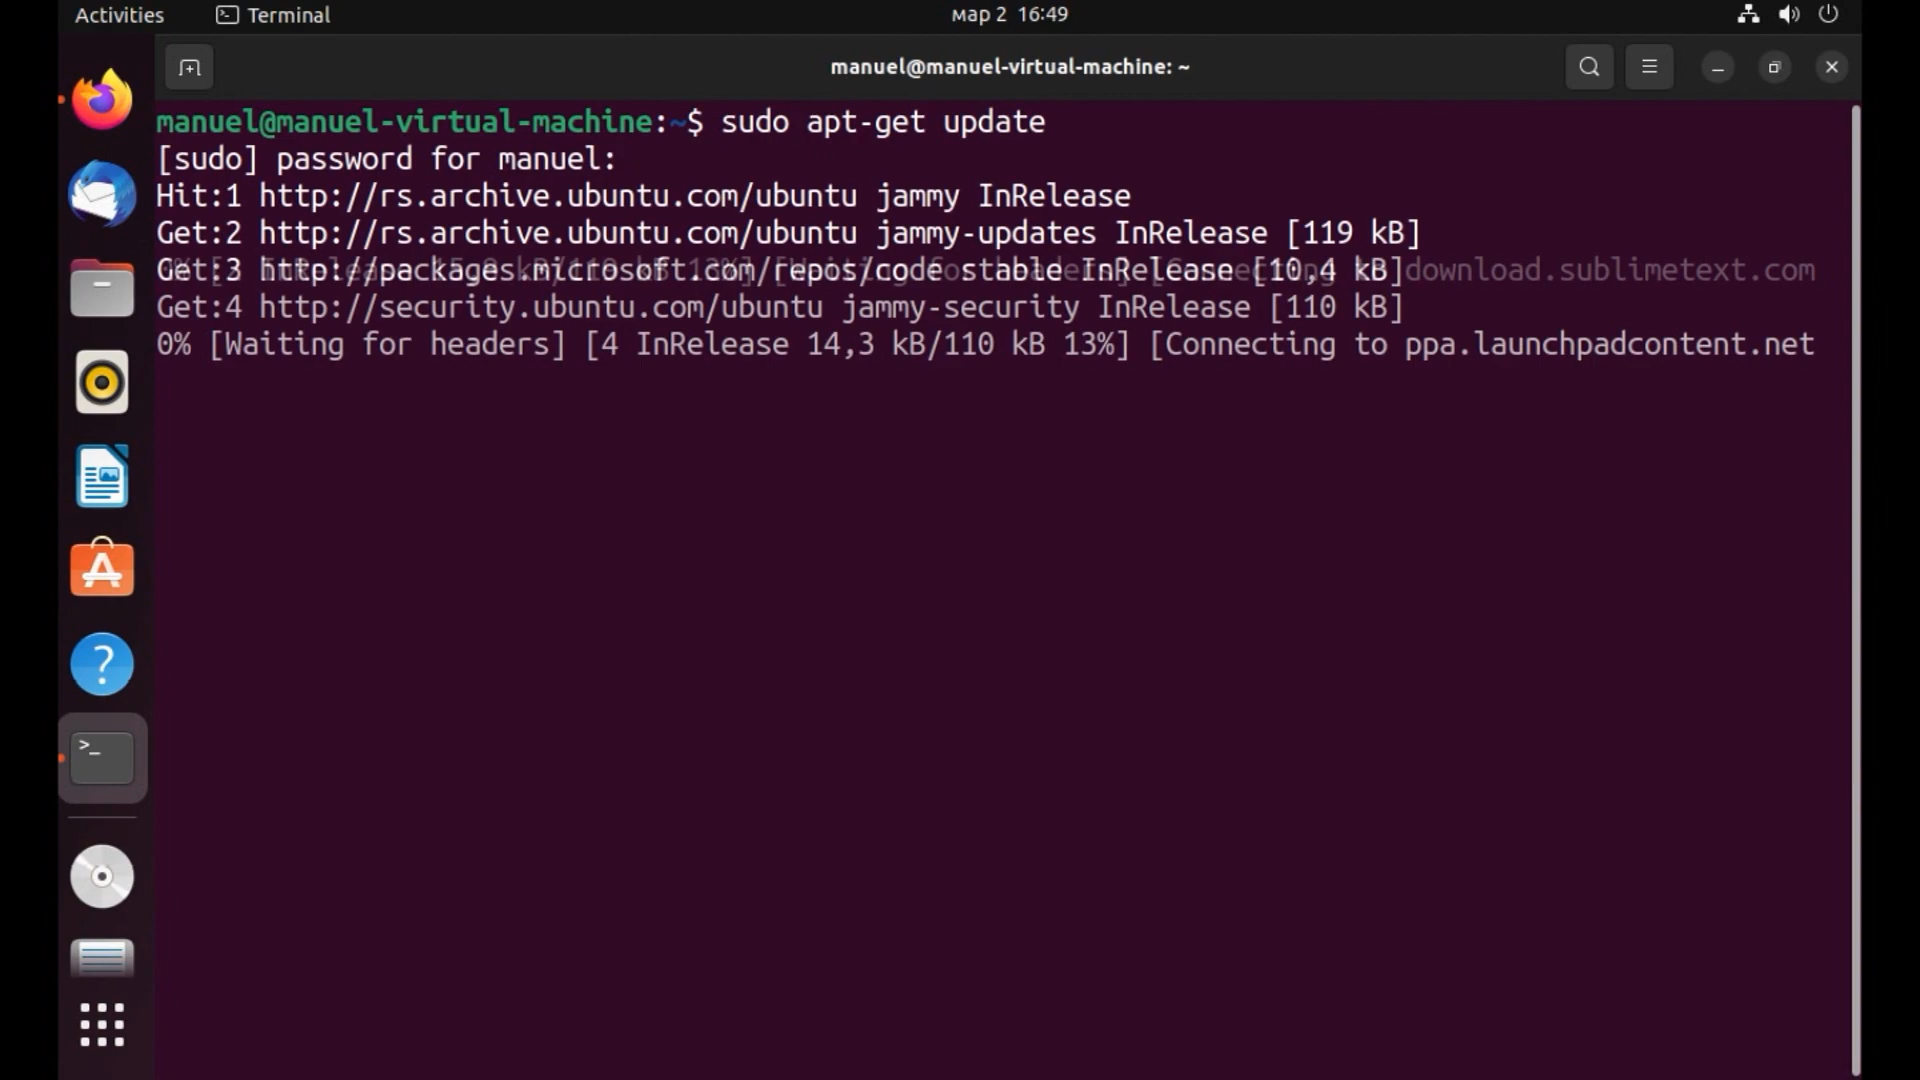 Activities Terminal мар 2 16:49
manuel@manuel-virtual-machine: ~
manuel@manuel-virtual-machine:~$ sudo apt-get update
[sudo] password for manuel:
Hit:1 http://rs.archive.ubuntu.com/ubuntu jammy InRelease
Get:2 http://rs.archive.ubuntu.com/ubuntu jammy-updates InRelease [119 kB]
Get:3 http://packages.microsoft.com/repos/code stable InRelease [10,4 kB] download.sublimetext.com
Get:4 http://security.ubuntu.com/ubuntu jammy-security InRelease [110 kB]
0% [Waiting for headers] [4 InRelease 14,3 kB/110 kB 13%] [Connecting to ppa.launchpadcontent.net